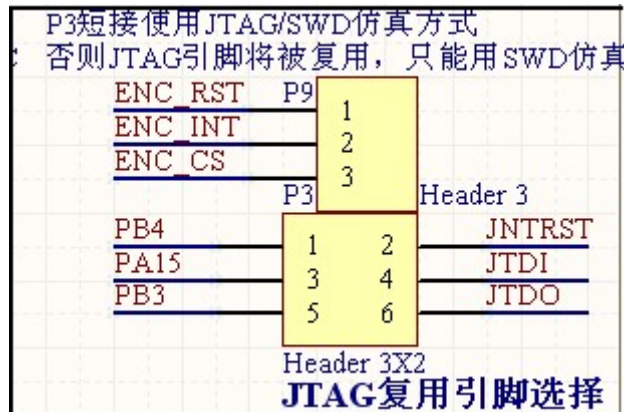 P3短接使用JTAG/SWD仿真方式
否则JTAG引脚将被复用，只能用SWD仿真
ENC_RST P9 1
ENC_INT 2
ENC_CS 3
P3 Header 3
PB4 1 2 JNTRST
PA15 3 4 JTDI
PB3 5 6 JTDO
Header 3X2
JTAG复用引脚选择